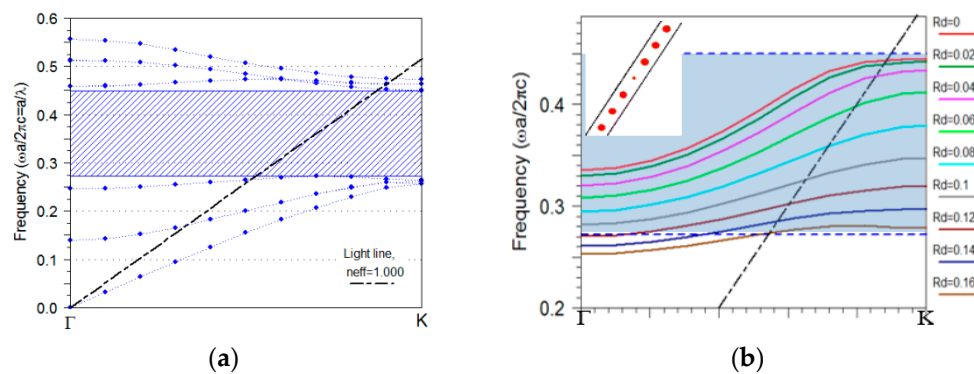 0.6
0.5
0.4
0.3
0.2
0.1
0.0
Frequency (ωa/2πc=a/λ)
Light line,
neff=1.000
Γ
K
(a)
0.4
0.3
0.2
Frequency (ωa/2πc)
Γ
K
Rd=0
Rd=0.02
Rd=0.04
Rd=0.06
Rd=0.08
Rd=0.1
Rd=0.12
Rd=0.14
Rd=0.16
(b)